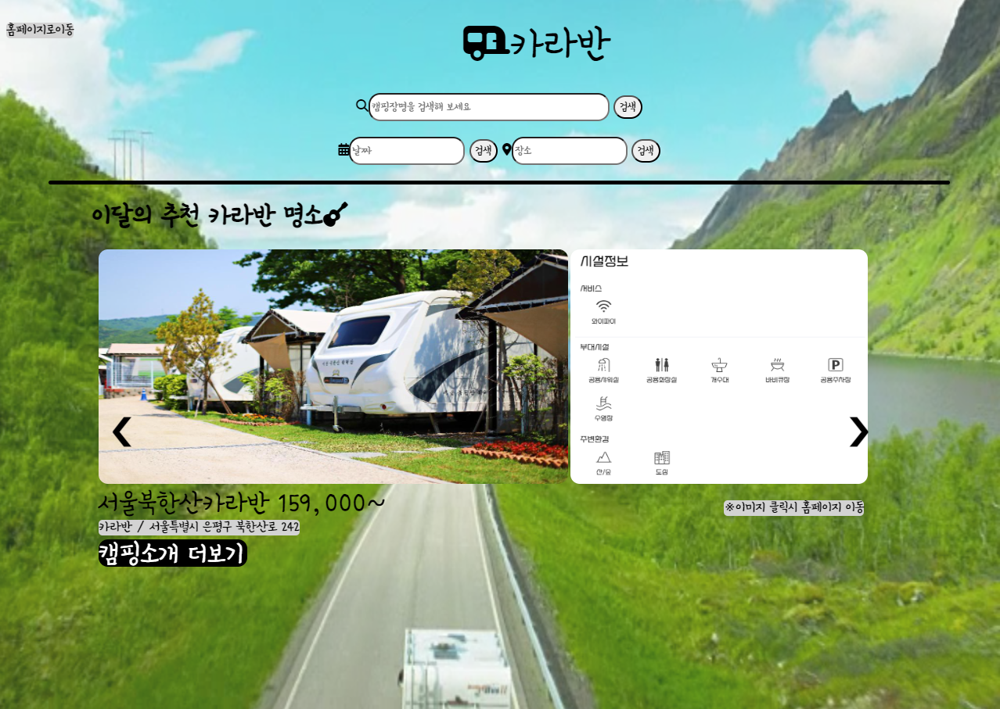 홈페이지로이동
카라반
캠핑장명을 검색해 보세요 검색
날짜 검색 장소 검색
이달의 추천 카라반 명소
시설정보
서비스
와이파이
부대시설
공용샤워실 공용화장실 개수대 바비큐장 공용주차장
수영장
주변환경
산/숲 도심
서울북한산카라반 159,000~
※이미지 클릭시 홈페이지 이동
카라반 / 서울특별시 은평구 북한산로 242
캠핑소개 더보기